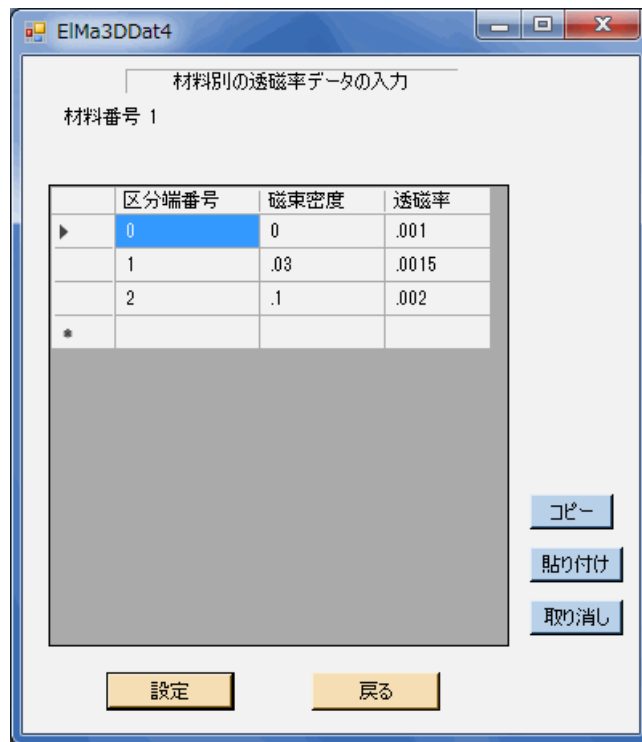 ElMa3DDat4
材料別の透磁率データの入力
材料番号 1
区分端番号 磁束密度 透磁率
0 0 .001
1 .03 .0015
2 .1 .002
コピー
貼り付け
取り消し
設定 戻る